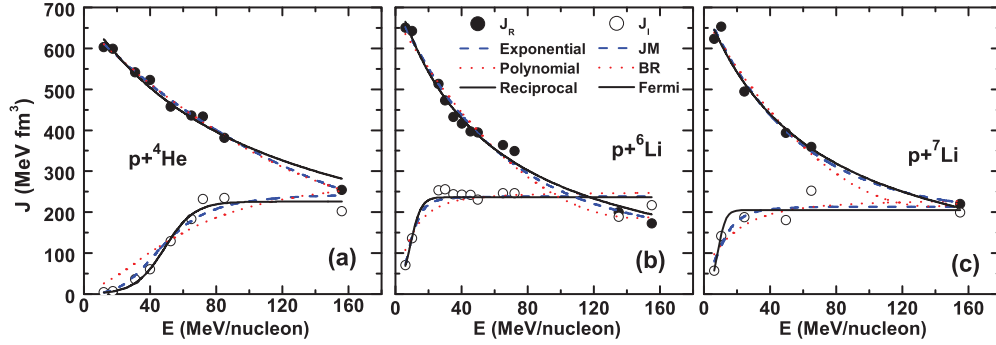 J (MeV fm³)
700
600
500
400
300
200
100
0
p+⁴He
(a)
0 40 80 120 160
E (MeV/nucleon)
J_R J_I
Exponential JM
Polynomial BR
Reciprocal Fermi
p+⁶Li
(b)
0 40 80 120 160
E (MeV/nucleon)
p+⁷Li
(c)
0 40 80 120 160
E (MeV/nucleon)